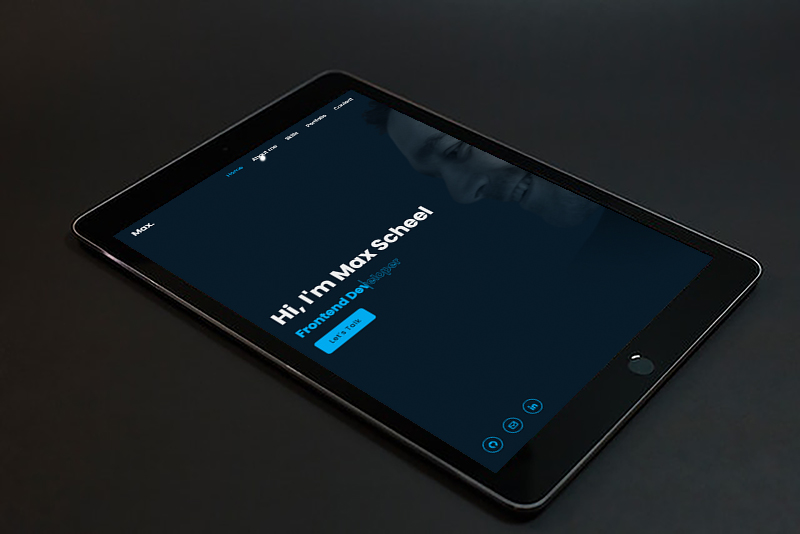 Max.
Home About me Skills Portfolio Contact
Hi, I'm Max Scheel
Frontend Developer
Let's Talk
in